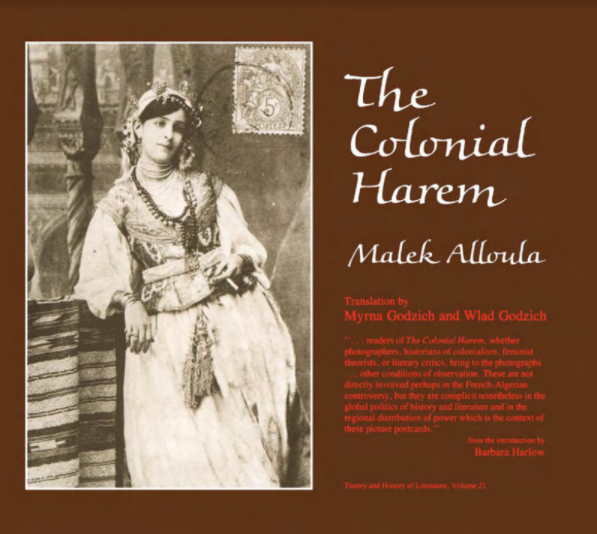 The
Colonial
Harem
Malek Alloula
Translation by
Myrna Godzich and Wlad Godzich
“. . . readers of The Colonial Harem, whether
photographers, historians of colonialism, feminist
theorists, or literary critics, bring to the photographs
. . . other conditions of observation. These are not
directly involved perhaps in the French-Algerian
controversy, but they are complicit nonetheless in the
global politics of history and literature and in the
regional distribution of power which is the context of
these picture postcards.”
from the introduction by
Barbara Harlow
Theory and History of Literature, Volume 21
5